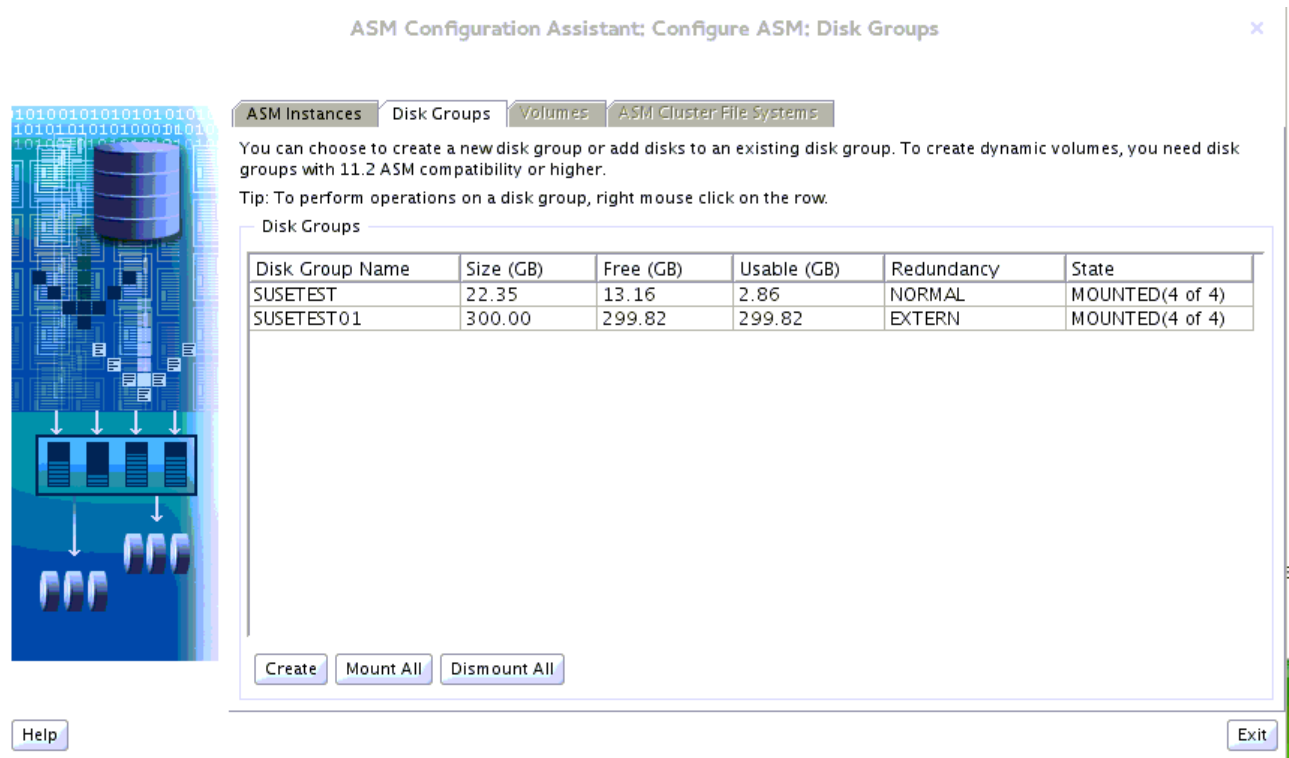 ASM Configuration Assistant: Configure ASM: Disk Groups
ASM Instances Disk Groups Volumes ASM Cluster File Systems
You can choose to create a new disk group or add disks to an existing disk group. To create dynamic volumes, you need disk
groups with 11.2 ASM compatibility or higher.
Tip: To perform operations on a disk group, right mouse click on the row.
Disk Groups
Disk Group Name Size (GB) Free (GB) Usable (GB) Redundancy State
SUSETEST 22.35 13.16 2.86 NORMAL MOUNTED(4 of 4)
SUSETEST01 300.00 299.82 299.82 EXTERN MOUNTED(4 of 4)
Create Mount All Dismount All
Help Exit